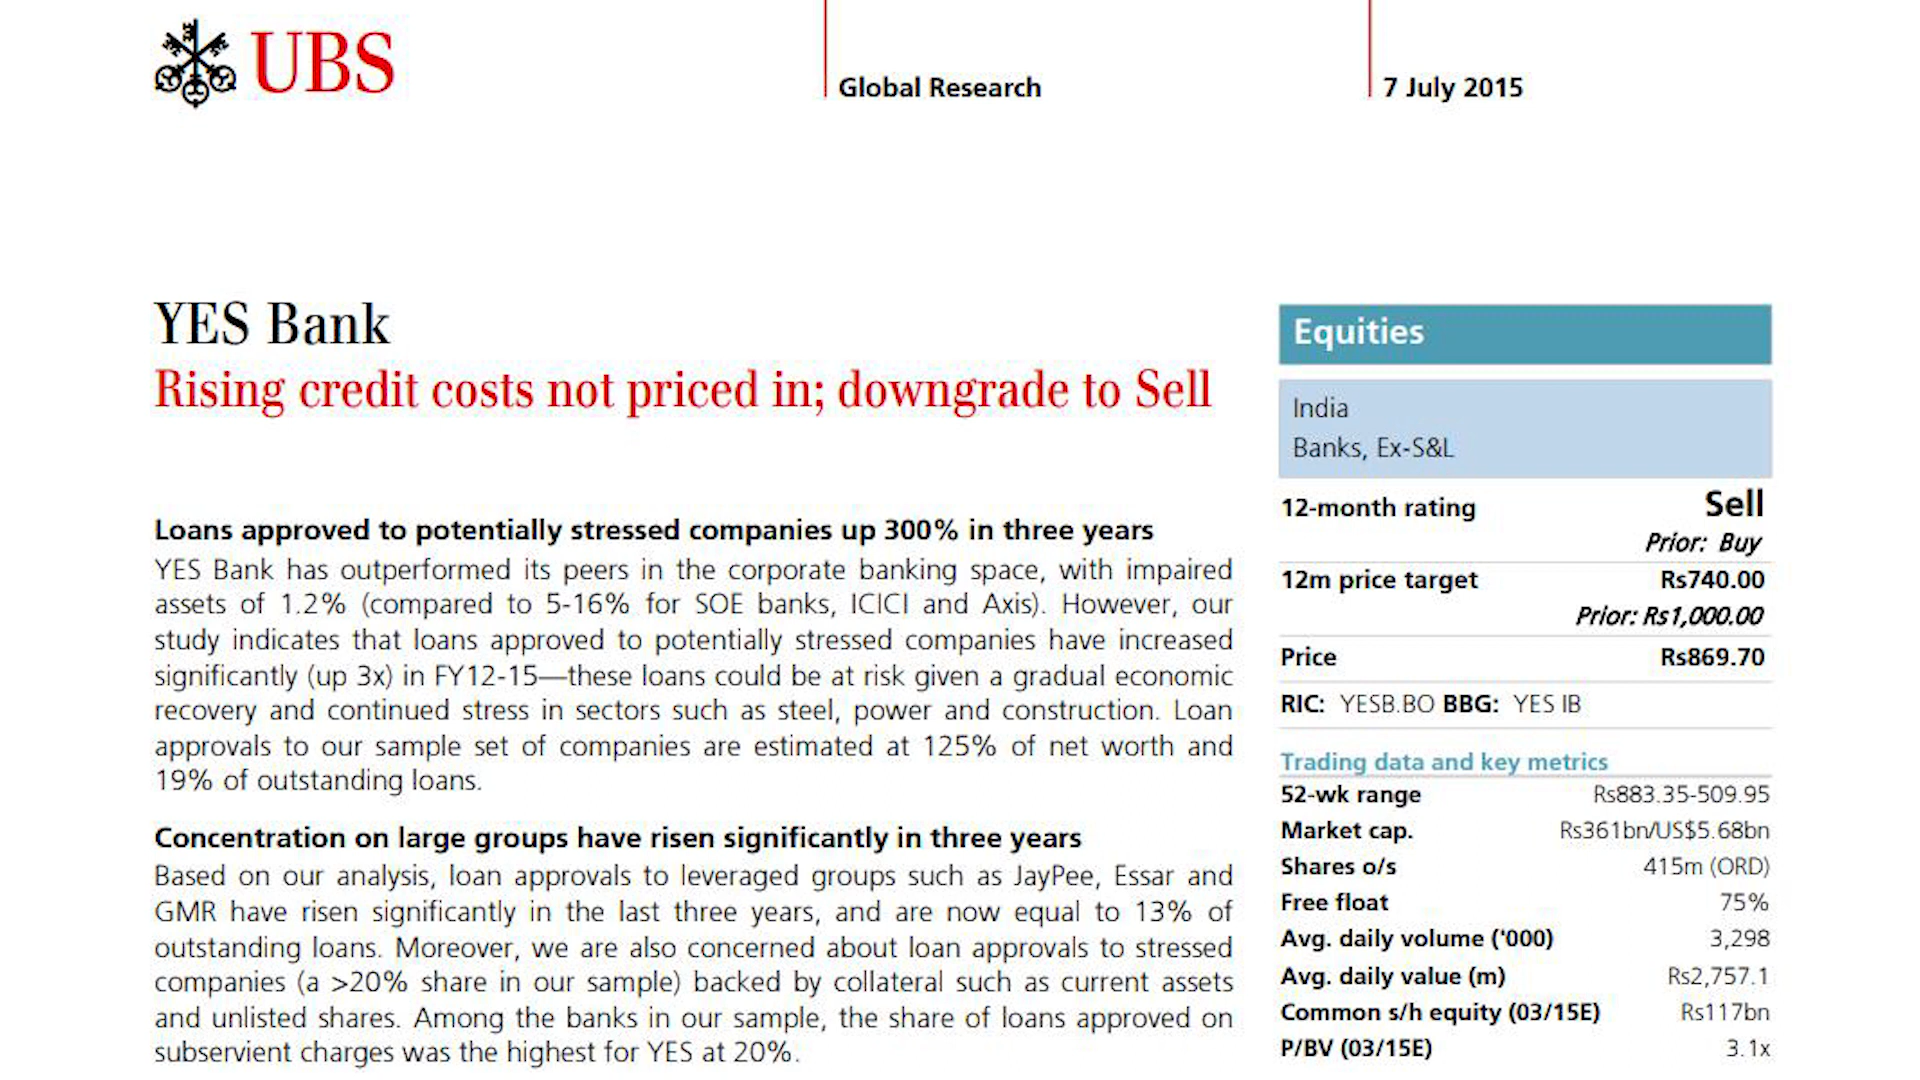 UBS
Global Research
7 July 2015
YES Bank
Rising credit costs not priced in; downgrade to Sell
Loans approved to potentially stressed companies up 300% in three years
YES Bank has outperformed its peers in the corporate banking space, with impaired
assets of 1.2% (compared to 5-16% for SOE banks, ICICI and Axis). However, our
study indicates that loans approved to potentially stressed companies have increased
significantly (up 3x) in FY12-15—these loans could be at risk given a gradual economic
recovery and continued stress in sectors such as steel, power and construction. Loan
approvals to our sample set of companies are estimated at 125% of net worth and
19% of outstanding loans.
Concentration on large groups have risen significantly in three years
Based on our analysis, loan approvals to leveraged groups such as JayPee, Essar and
GMR have risen significantly in the last three years, and are now equal to 13% of
outstanding loans. Moreover, we are also concerned about loan approvals to stressed
companies (a >20% share in our sample) backed by collateral such as current assets
and unlisted shares. Among the banks in our sample, the share of loans approved on
subservient charges was the highest for YES at 20%.
Equities
India
Banks, Ex-S&L
12-month rating Sell
Prior: Buy
12m price target Rs740.00
Prior: Rs1,000.00
Price Rs869.70
RIC: YESB.BO BBG: YES IB
Trading data and key metrics
52-wk range Rs883.35-509.95
Market cap. Rs361bn/US$5.68bn
Shares o/s 415m (ORD)
Free float 75%
Avg. daily volume ('000) 3,298
Avg. daily value (m) Rs2,757.1
Common s/h equity (03/15E) Rs117bn
P/BV (03/15E) 3.1x